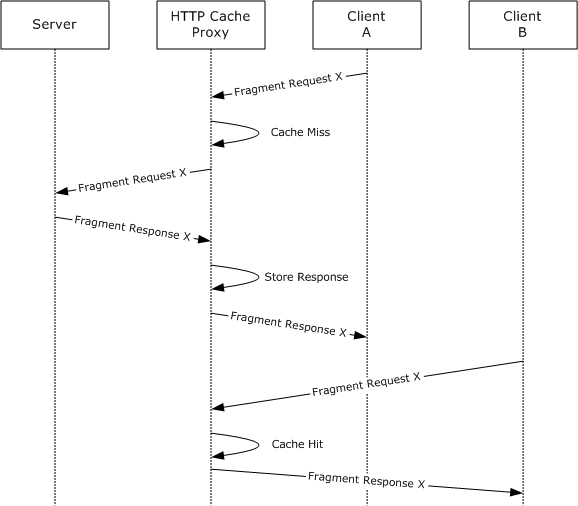 Server
HTTP Cache
Proxy
Client
A
Client
B
Fragment Request X
Cache Miss
Fragment Request X
Fragment Response X
Store Response
Fragment Response X
Fragment Request X
Cache Hit
Fragment Response X